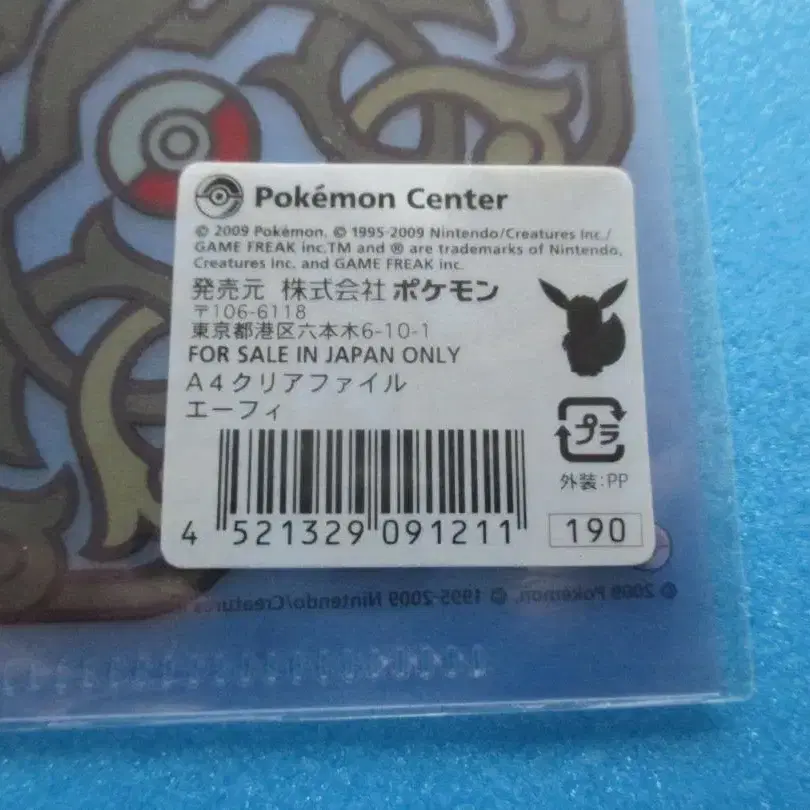 Pokémon Center
© 2009 Pokémon. © 1995-2009 Nintendo/Creatures Inc./
GAME FREAK inc.TM and ® are trademarks of Nintendo,
Creatures Inc. and GAME FREAK inc.
発売元 株式会社 ポケモン
〒106-6118
東京都港区六本木6-10-1
FOR SALE IN JAPAN ONLY
A4クリアファイル
エーフィ
プラ
外装:PP
4 521329 091211
190
© 2009 Pokémon. © 1995-2009 Nintendo/Creatures